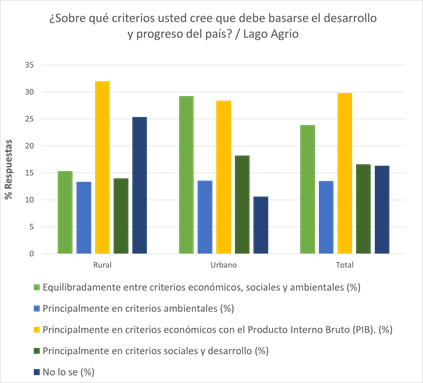 ¿Sobre qué criterios usted cree que debe basarse el desarrollo
y progreso del país? / Lago Agrio
% Respuestas
35
30
25
20
15
10
5
0
Rural
Urbano
Total
Equilibradamente entre criterios económicos, sociales y ambientales (%)
Principalmente en criterios ambientales (%)
Principalmente en criterios económicos con el Producto Interno Bruto (PIB). (%)
Principalmente en criterios sociales y desarrollo (%)
No lo se (%)